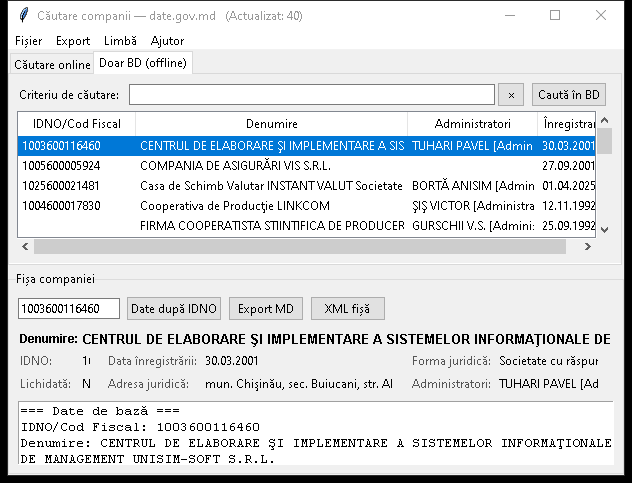 Căutare companii — date.gov.md (Actualizat: 40)
Fișier Export Limbă Ajutor
Căutare online Doar BD (offline)
Criteriu de căutare: × Caută în BD
IDNO/Cod Fiscal Denumire Administratori Înregistrar
1003600116460 CENTRUL DE ELABORARE ŞI IMPLEMENTARE A SIS TUHARI PAVEL [Admin 30.03.2001
1005600005924 COMPANIA DE ASIGURĂRI VIS S.R.L. 27.09.2001
1025600021481 Casa de Schimb Valutar INSTANT VALUT Societate BORTĂ ANISIM [Admin 01.04.2025
1004600017830 Cooperativa de Producţie LINKCOM ŞIŞ VICTOR [Administra 12.11.1992
FIRMA COOPERATISTA STIINTIFICA DE PRODUCER GURSCHII V.S. [Admini: 25.09.1992
Fișa companiei
1003600116460 Date după IDNO Export MD XML fișă
Denumire: CENTRUL DE ELABORARE ŞI IMPLEMENTARE A SISTEMELOR INFORMAŢIONALE DE
IDNO: 1 Data înregistrării: 30.03.2001 Forma juridică: Societate cu răspur
Lichidată: N Adresa juridică: mun. Chişinău, sec. Buiucani, str. Al Administratori: TUHARI PAVEL [Ad
=== Date de bază ===
IDNO/Cod Fiscal: 1003600116460
Denumire: CENTRUL DE ELABORARE ŞI IMPLEMENTARE A SISTEMELOR INFORMAŢIONALE
DE MANAGEMENT UNISIM-SOFT S.R.L.